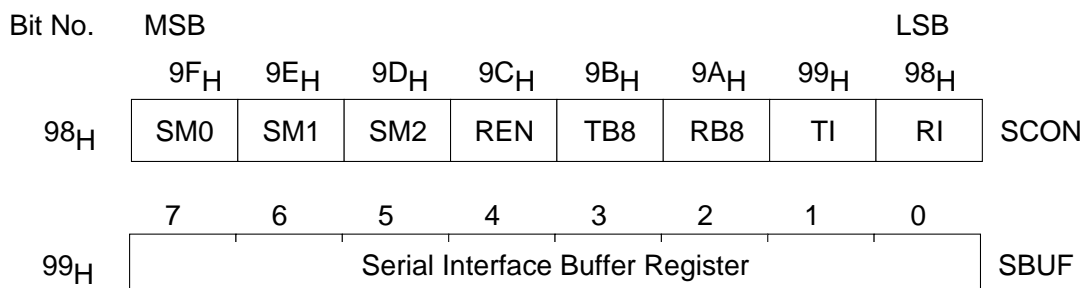 Bit No. MSB LSB
9FH 9EH 9DH 9CH 9BH 9AH 99H 98H
98H SM0 SM1 SM2 REN TB8 RB8 TI RI SCON
7 6 5 4 3 2 1 0
99H Serial Interface Buffer Register SBUF